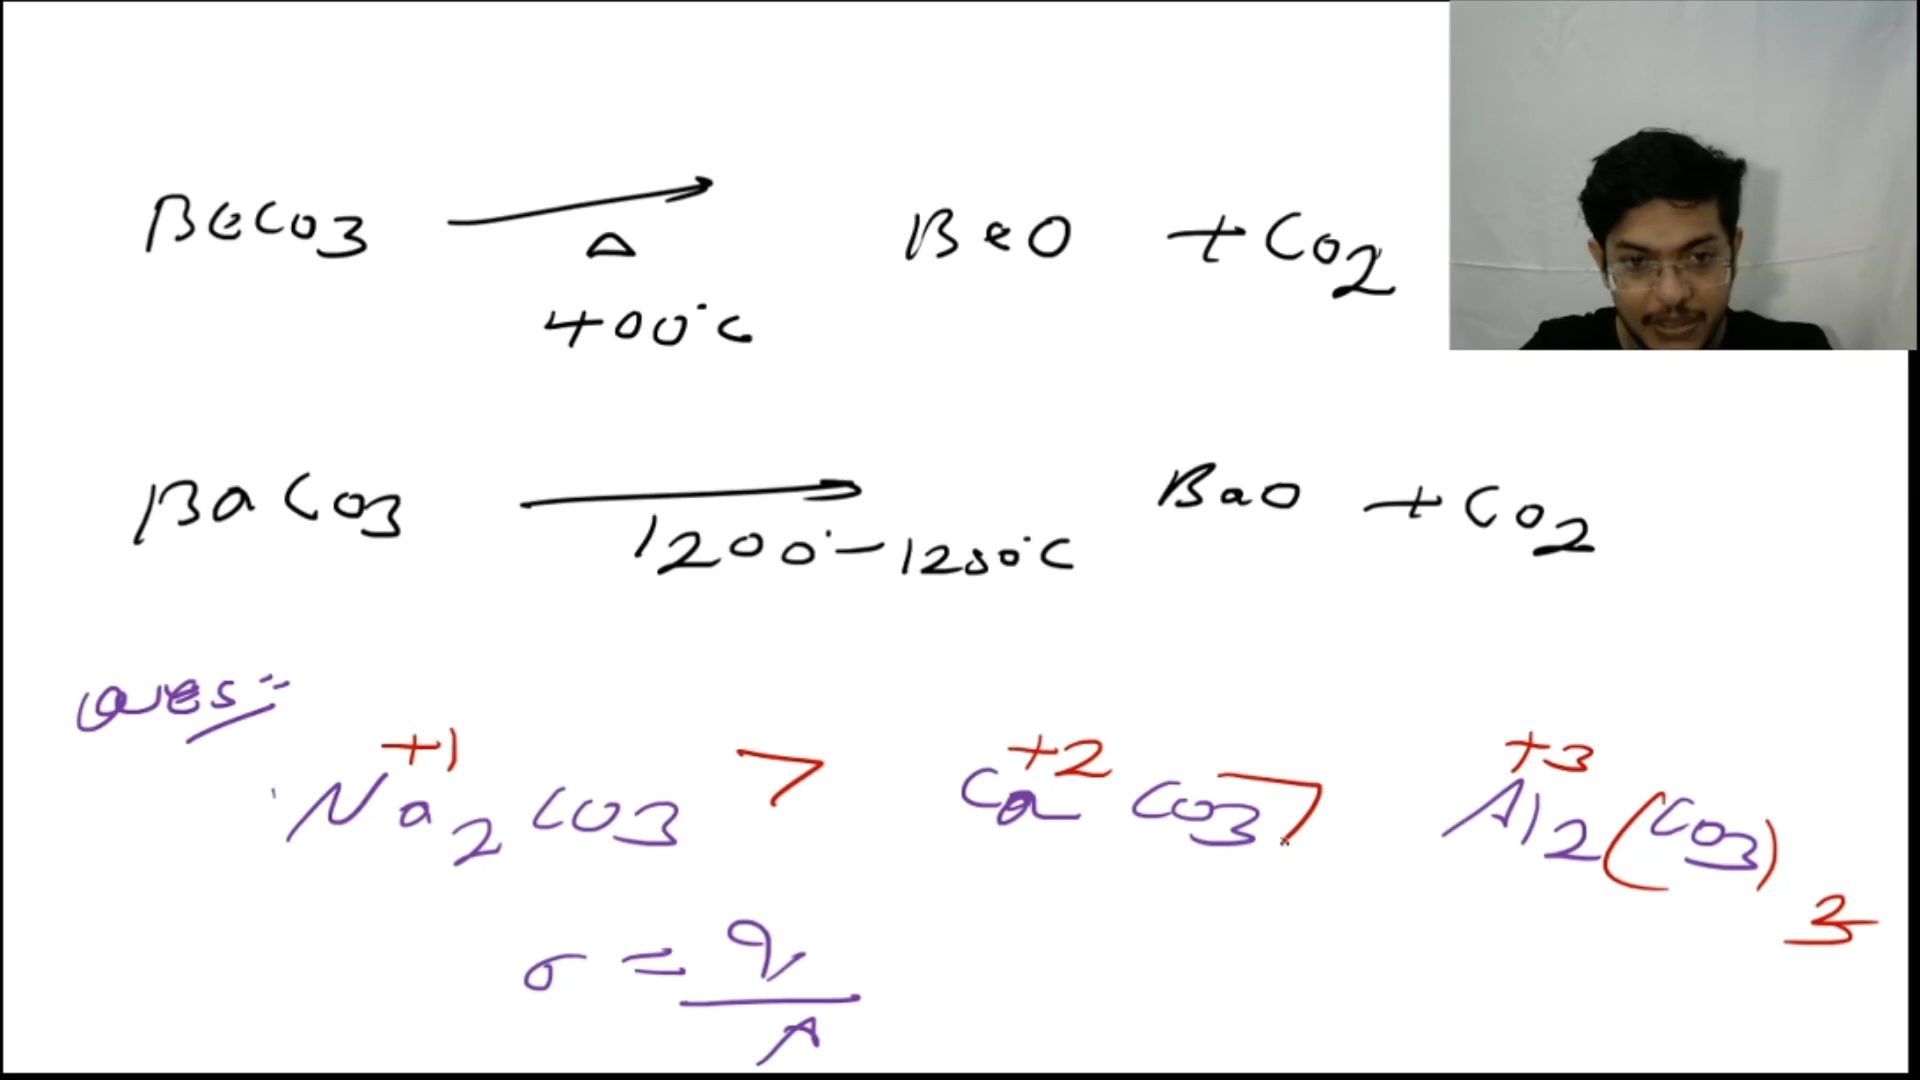 BeCO3 → BeO + CO2
Δ
400°C
BaCO3 → BaO + CO2
1200°-1250°C
Ques:-
+1 +2 +3
Na2CO3 > CaCO3 > Al2(CO3)3
σ = q/A